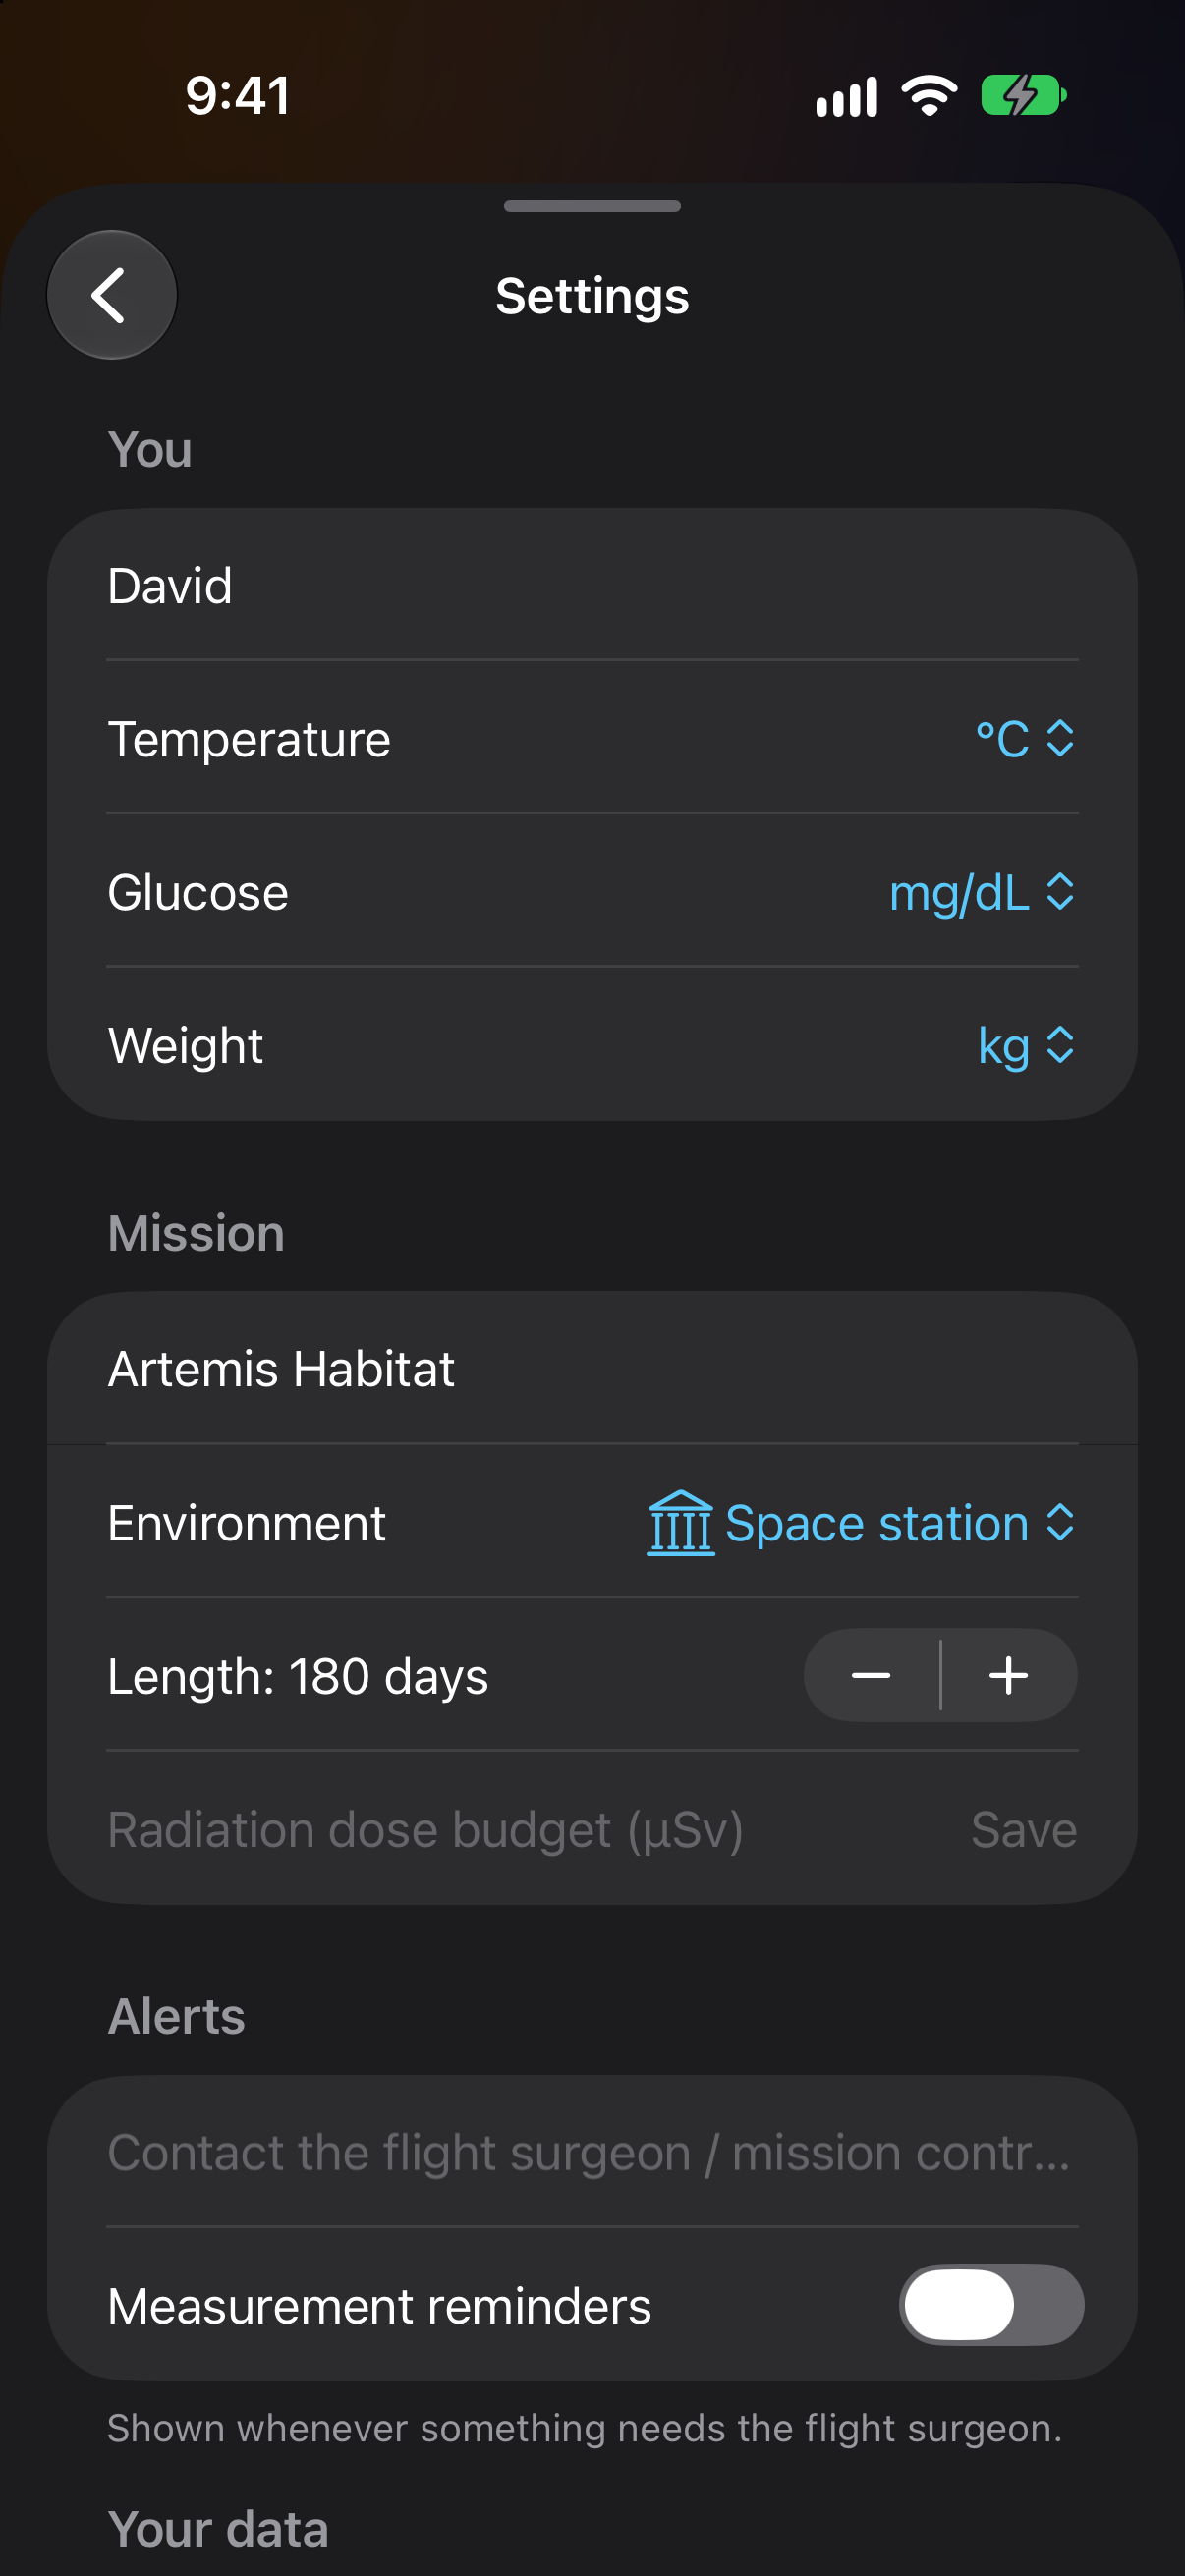 9:41
Settings
You
David
Temperature °C
Glucose mg/dL
Weight kg
Mission
Artemis Habitat
Environment Space station
Length: 180 days
Radiation dose budget (µSv) Save
Alerts
Contact the flight surgeon / mission contr...
Measurement reminders
Shown whenever something needs the flight surgeon.
Your data